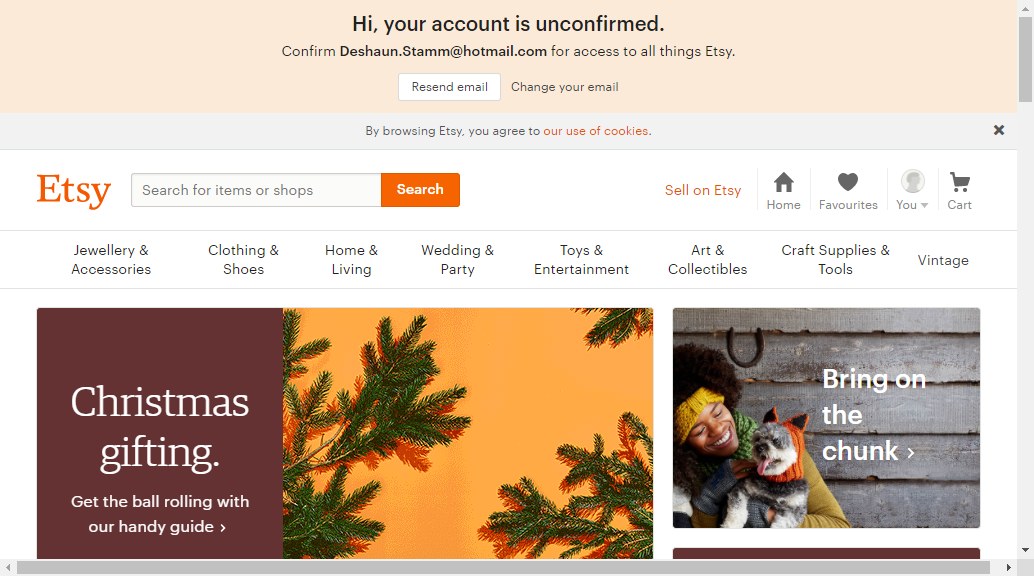 Hi, your account is unconfirmed.
Confirm Deshaun.Stamm@hotmail.com for access to all things Etsy.
Resend email Change your email
By browsing Etsy, you agree to our use of cookies.
Etsy Search for items or shops Search Sell on Etsy Home Favourites You Cart
Jewellery &
Accessories
Clothing &
Shoes
Home &
Living
Wedding &
Party
Toys &
Entertainment
Art &
Collectibles
Craft Supplies &
Tools
Vintage
Christmas
gifting.
Get the ball rolling with
our handy guide ›
Bring on
the
chunk ›